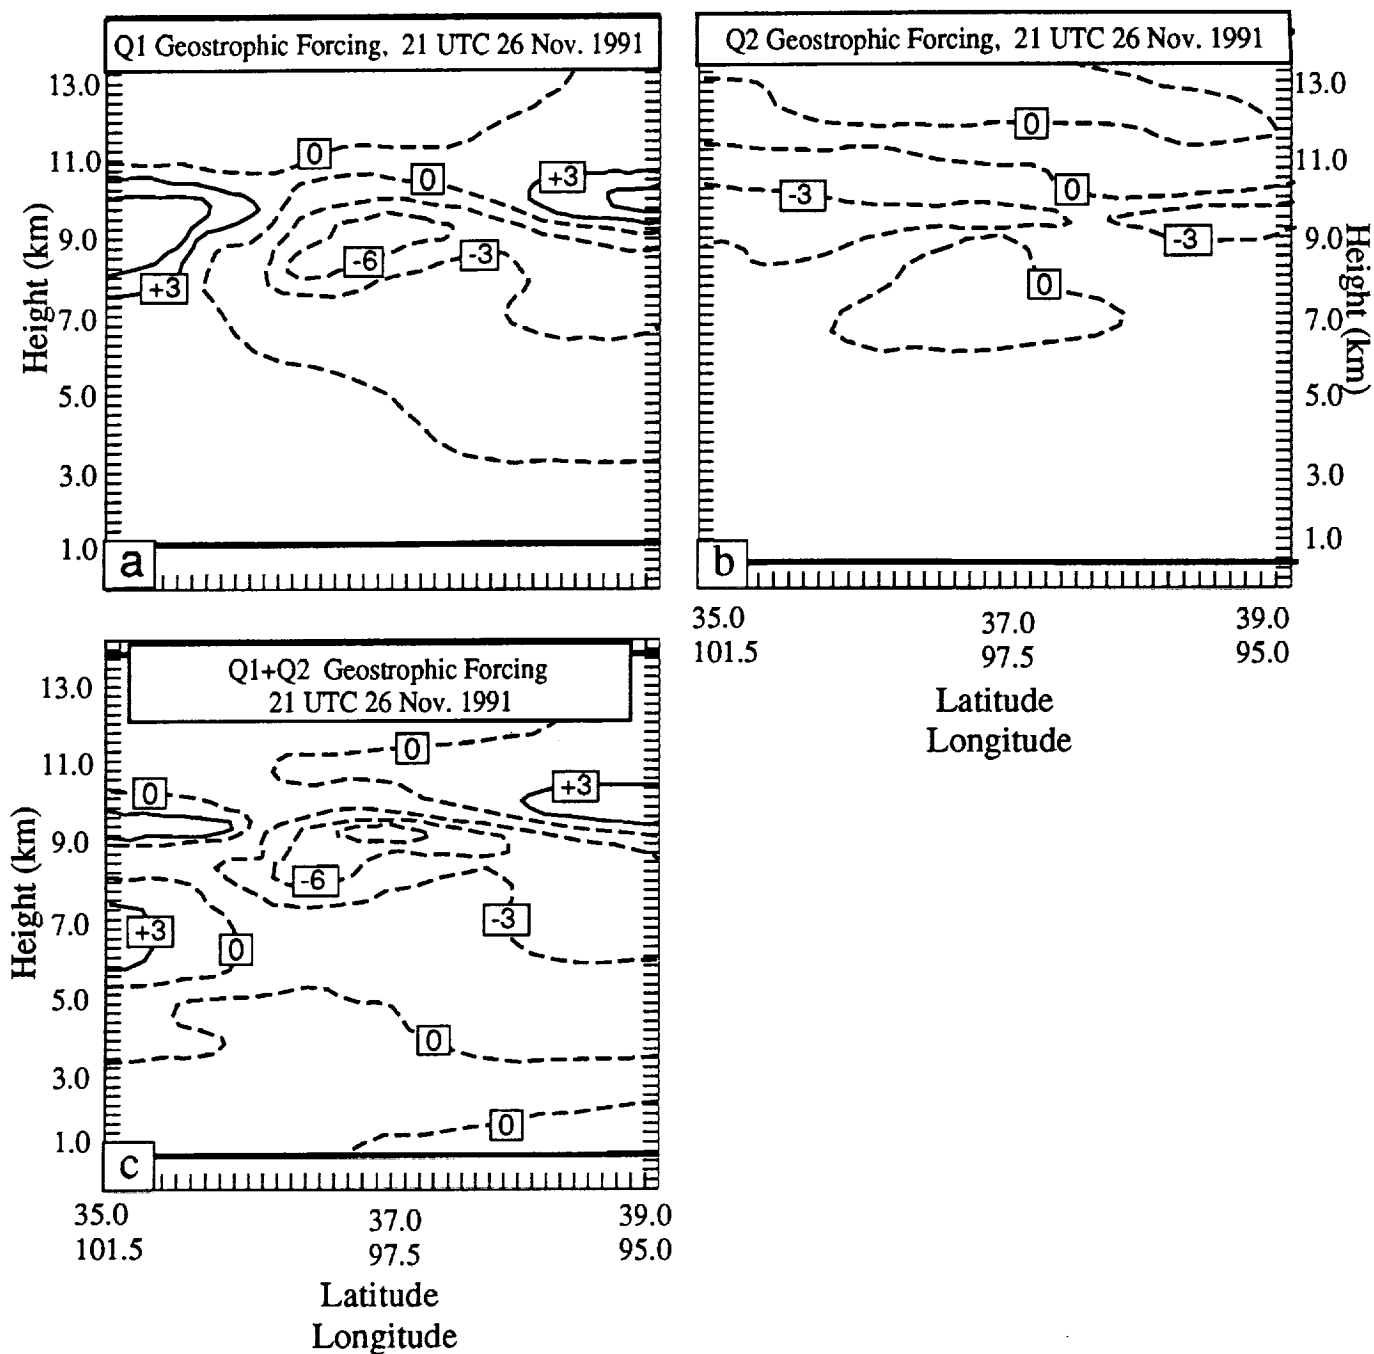 Q1 Geostrophic Forcing, 21 UTC 26 Nov. 1991
13.0
11.0
9.0
7.0
5.0
3.0
1.0
Height (km)
0
0
+3
-6
-3
+3
a
Q2 Geostrophic Forcing, 21 UTC 26 Nov. 1991
0
-3
0
-3
0
b
13.0
11.0
9.0
7.0
5.0
3.0
1.0
Height (km)
35.0 37.0 39.0
101.5 97.5 95.0
Latitude
Longitude
Q1+Q2 Geostrophic Forcing
21 UTC 26 Nov. 1991
13.0
11.0
9.0
7.0
5.0
3.0
1.0
Height (km)
0
0
+3
-6
+3
0
-3
0
0
c
35.0 37.0 39.0
101.5 97.5 95.0
Latitude
Longitude